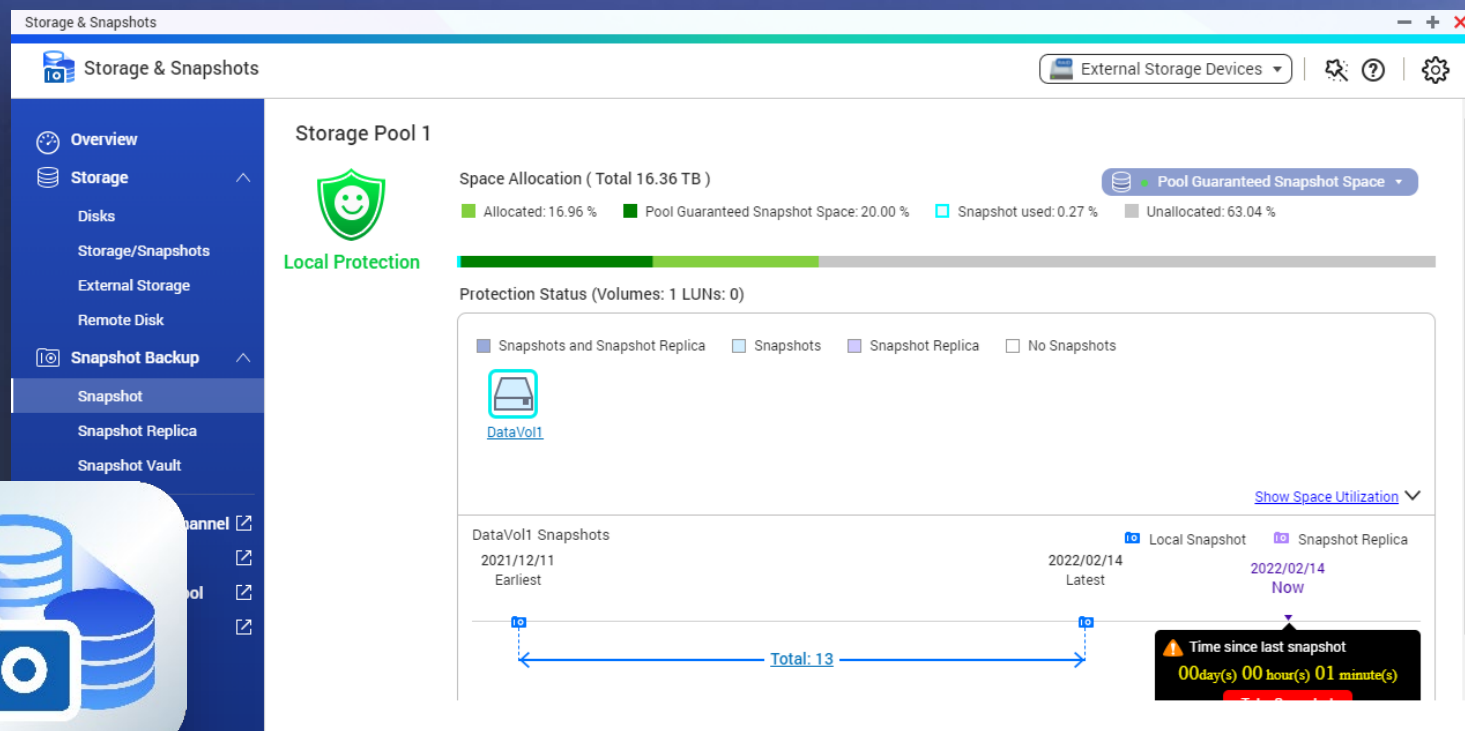 Storage & Snapshots
Storage & Snapshots
External Storage Devices
Overview
Storage
Disks
Storage/Snapshots
External Storage
Remote Disk
Snapshot Backup
Snapshot
Snapshot Replica
Snapshot Vault
Storage Pool 1
Local Protection
Space Allocation ( Total 16.36 TB )
Pool Guaranteed Snapshot Space
Allocated: 16.96 % Pool Guaranteed Snapshot Space: 20.00 % Snapshot used: 0.27 % Unallocated: 63.04 %
Protection Status (Volumes: 1 LUNs: 0)
Snapshots and Snapshot Replica Snapshots Snapshot Replica No Snapshots
DataVol1
Show Space Utilization
DataVol1 Snapshots
Local Snapshot Snapshot Replica
2021/12/11
Earliest
2022/02/14
Latest
2022/02/14
Now
Total: 13
Time since last snapshot
00day(s) 00 hour(s) 01 minute(s)